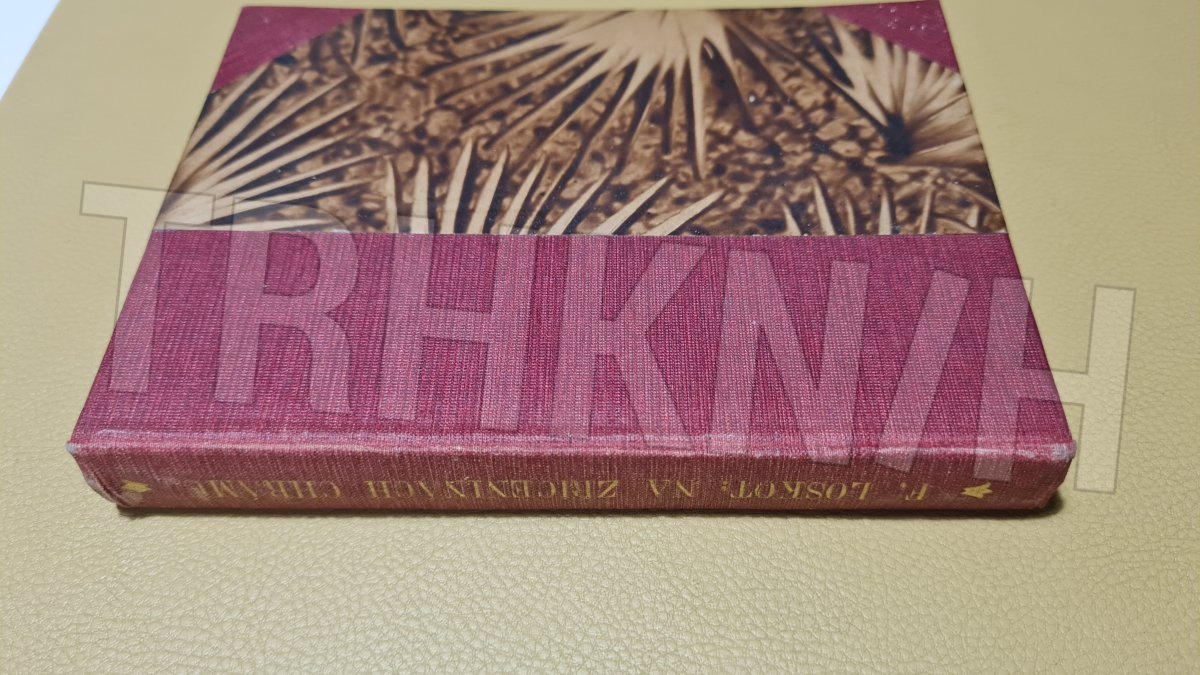 TRHKNIH
F. LOSKOT: NA ZŘÍCENINÁCH CHRÁMŮ